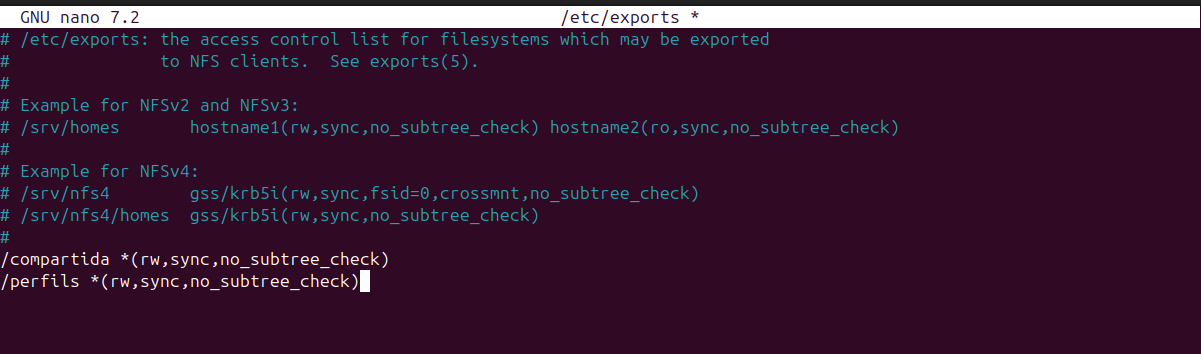 GNU nano 7.2 /etc/exports *
# /etc/exports: the access control list for filesystems which may be exported
#               to NFS clients.  See exports(5).
#
# Example for NFSv2 and NFSv3:
# /srv/homes       hostname1(rw,sync,no_subtree_check) hostname2(ro,sync,no_subtree_check)
#
# Example for NFSv4:
# /srv/nfs4        gss/krb5i(rw,sync,fsid=0,crossmnt,no_subtree_check)
# /srv/nfs4/homes  gss/krb5i(rw,sync,no_subtree_check)
#
/compartida *(rw,sync,no_subtree_check)
/perfils *(rw,sync,no_subtree_check)